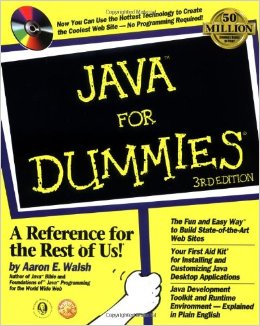 Now You Can Use the Hottest Technology to Create
the Coolest Web Site — No Programming Required!
50
MILLION
JAVA™
FOR
DUMMIES®
3RD EDITION
A Reference for
the Rest of Us!®
by Aaron E. Walsh
Author of Java™ Bible and
Foundations of Java™ Programming
for the World Wide Web
The Fun and Easy Way™
to Build State-of-the-Art
Web Sites
Your First Aid Kit®
for Installing and
Customizing Java
Desktop Applications
Java Development
Toolkit and Runtime
Environment — Explained
in Plain English